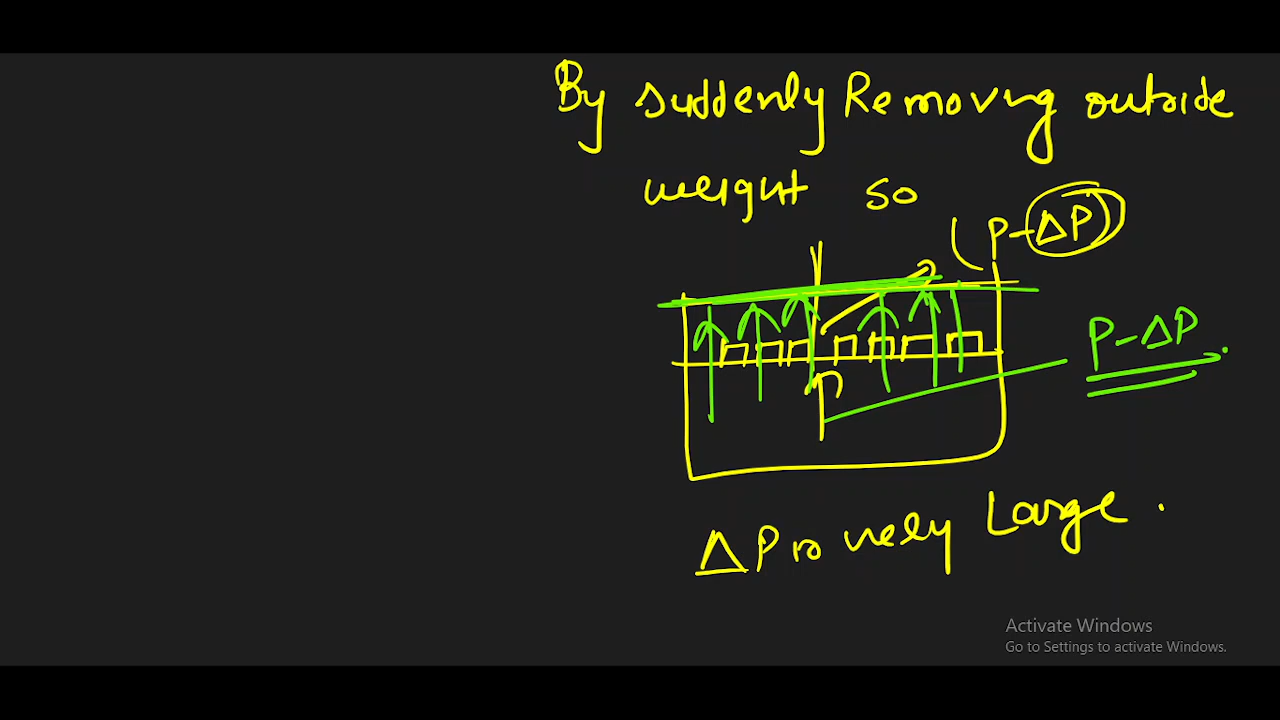 By suddenly Removing outside
weight so
(P-ΔP)
P-ΔP.
ΔP is very Large.
Activate Windows
Go to Settings to activate Windows.